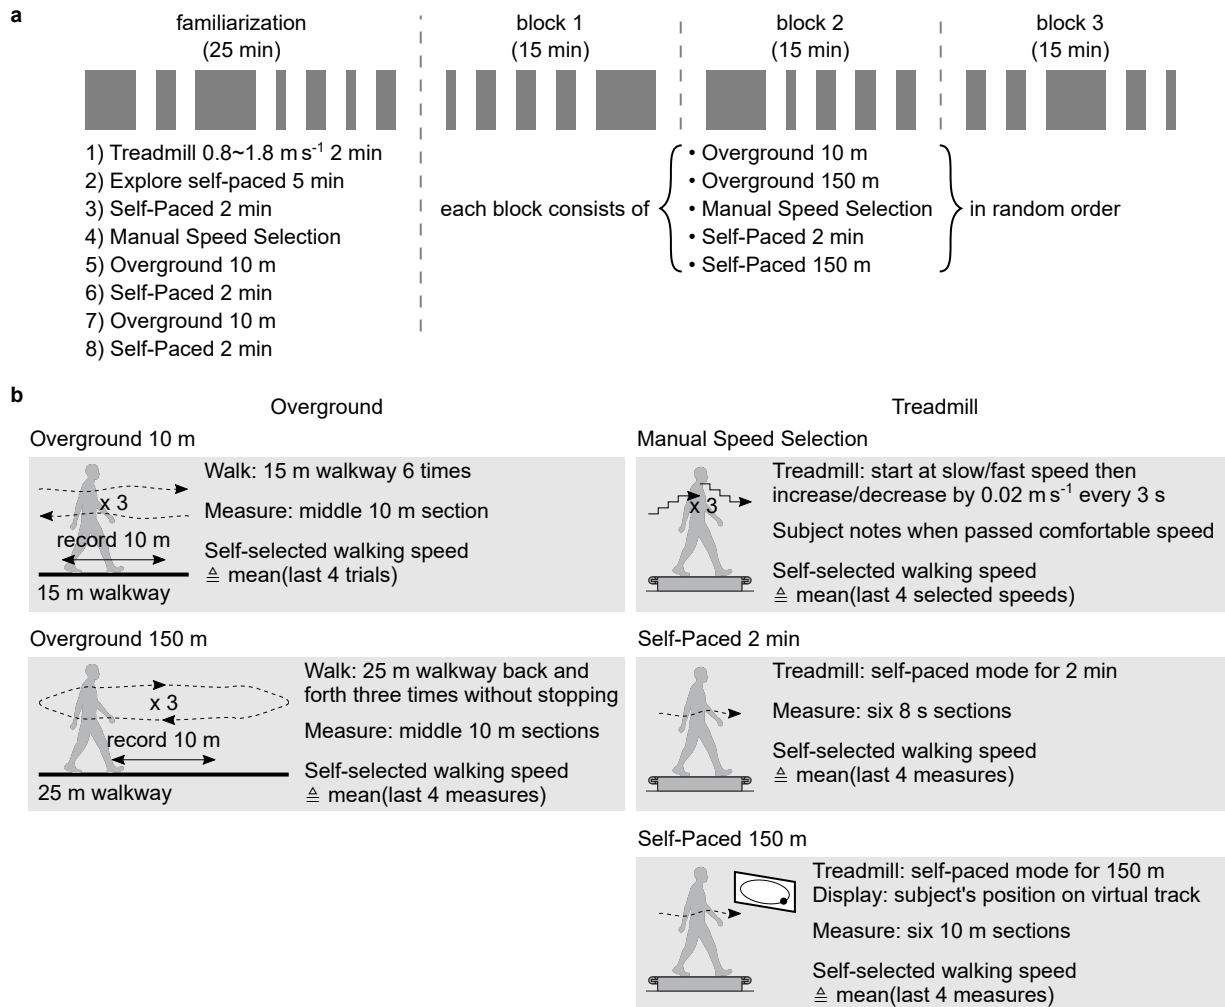 a
familiarization
(25 min)
block 1
(15 min)
block 2
(15 min)
block 3
(15 min)
1) Treadmill 0.8~1.8 m s⁻¹ 2 min
2) Explore self-paced 5 min
3) Self-Paced 2 min
4) Manual Speed Selection
5) Overground 10 m
6) Self-Paced 2 min
7) Overground 10 m
8) Self-Paced 2 min
each block consists of
• Overground 10 m
• Overground 150 m
• Manual Speed Selection
• Self-Paced 2 min
• Self-Paced 150 m
in random order
b
Overground
Overground 10 m
x 3
record 10 m
15 m walkway
Walk: 15 m walkway 6 times
Measure: middle 10 m section
Self-selected walking speed
≙ mean(last 4 trials)
Overground 150 m
x 3
record 10 m
25 m walkway
Walk: 25 m walkway back and
forth three times without stopping
Measure: middle 10 m sections
Self-selected walking speed
≙ mean(last 4 measures)
Treadmill
Manual Speed Selection
x 3
Treadmill: start at slow/fast speed then
increase/decrease by 0.02 m s⁻¹ every 3 s
Subject notes when passed comfortable speed
Self-selected walking speed
≙ mean(last 4 selected speeds)
Self-Paced 2 min
Treadmill: self-paced mode for 2 min
Measure: six 8 s sections
Self-selected walking speed
≙ mean(last 4 measures)
Self-Paced 150 m
Treadmill: self-paced mode for 150 m
Display: subject's position on virtual track
Measure: six 10 m sections
Self-selected walking speed
≙ mean(last 4 measures)